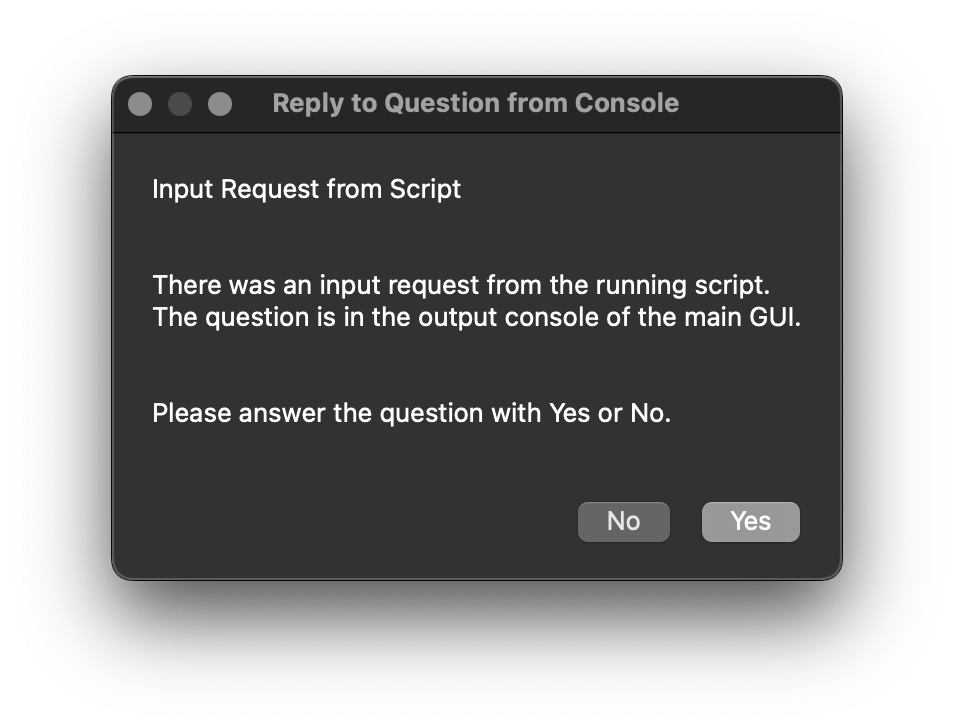 Reply to Question from Console
Input Request from Script
There was an input request from the running script.
The question is in the output console of the main GUI.
Please answer the question with Yes or No.
No
Yes